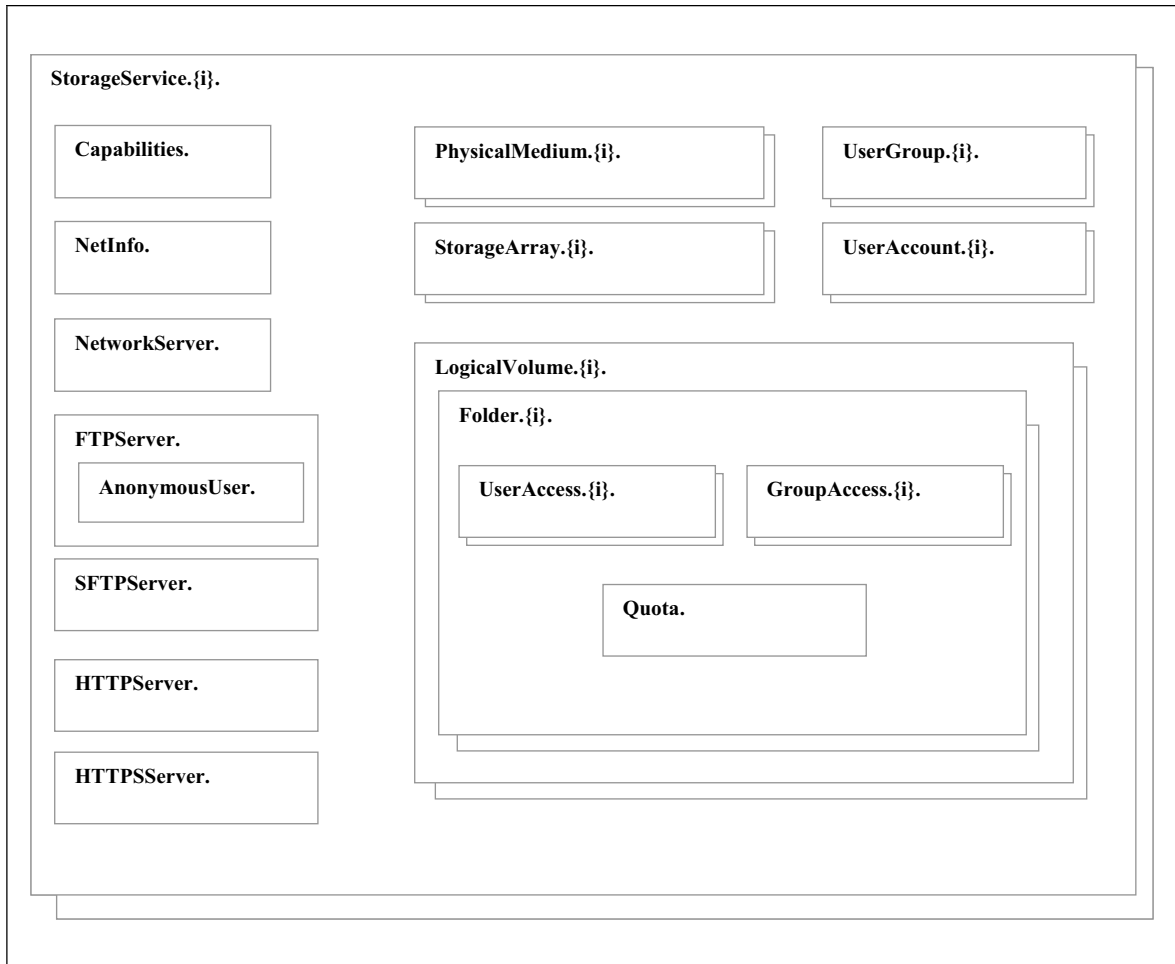 StorageService.{i}.
Capabilities.
NetInfo.
NetworkServer.
FTPServer.
AnonymousUser.
SFTPServer.
HTTPServer.
HTTPSServer.
PhysicalMedium.{i}.
StorageArray.{i}.
UserGroup.{i}.
UserAccount.{i}.
LogicalVolume.{i}.
Folder.{i}.
UserAccess.{i}.
GroupAccess.{i}.
Quota.